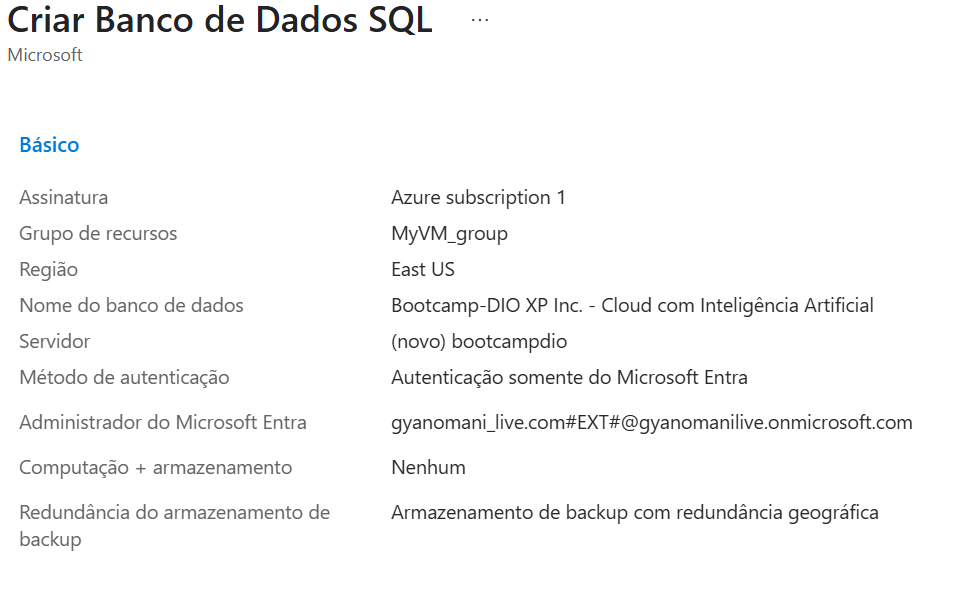 Criar Banco de Dados SQL ...
Microsoft
Básico
Assinatura Azure subscription 1
Grupo de recursos MyVM_group
Região East US
Nome do banco de dados Bootcamp-DIO XP Inc. - Cloud com Inteligência Artificial
Servidor (novo) bootcampdio
Método de autenticação Autenticação somente do Microsoft Entra
Administrador do Microsoft Entra gyanomani_live.com#EXT#@gyanomanilive.onmicrosoft.com
Computação + armazenamento Nenhum
Redundância do armazenamento de Armazenamento de backup com redundância geográfica
backup